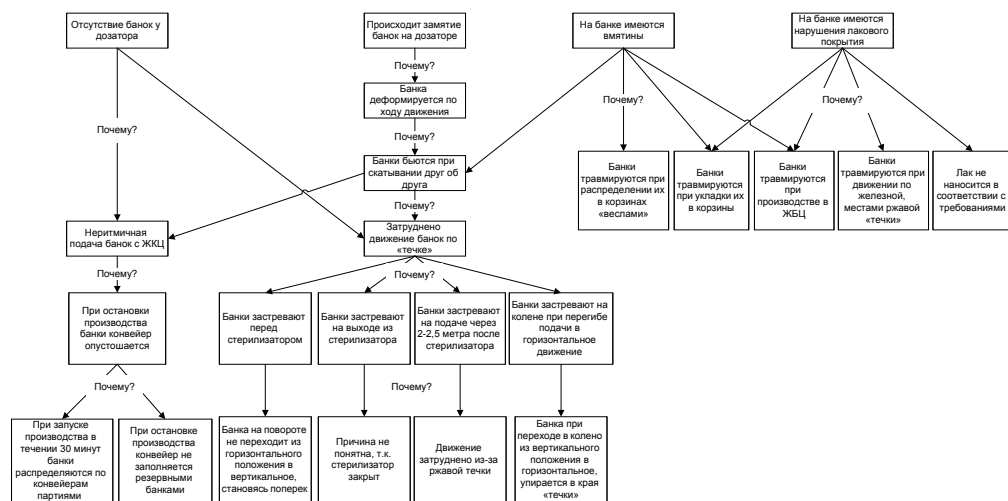 Отсутствие банок у
дозатора
Происходит замятие
банок на дозаторе
На банке имеются
вмятины
На банке имеются
нарушения лакового
покрытия
Почему?
Банка
деформируется по
ходу движения
Почему?
Почему?
Почему?
Почему?
Банки бьются при
скатывании друг об
друга
Банки
травмируются при
распределении их
в корзинах
«веслами»
Банки
травмируются при
укладки их в
корзины
Банки
травмируются
при
производстве в
ЖБЦ
Банки
травмируются при
движении по
железной,
местами ржавой
«течки»
Лак не
наносится в
соответствии с
требованиями
Неритмичная
подача банок с ЖКЦ
Затруднено
движение банок по
«течке»
Почему?
Почему?
При остановки
производства
банки конвейер
опустошается
Банки застревают
перед
стерилизатором
Банки застревают
на выходе из
стерилизатора
Банки застревают
на подаче через
2-2,5 метра после
стерилизатора
Банки застревают на
колене при перегибе
подачи в
горизонтальное
движение
Почему?
Почему?
При запуске
производства в
течении 30 минут
банки
распределяются по
конвейерам
партиями
При остановке
производства
конвейер не
заполняется
резервными
банками
Банка на повороте
не переходит из
горизонтального
положения в
вертикальное,
становясь поперек
Причина не
понятна, т.к.
стерилизатор
закрыт
Движение
затруднено из-за
ржавой течки
Банка при
переходе в колено
из вертикального
положения в
горизонтальное,
упирается в края
«течки»